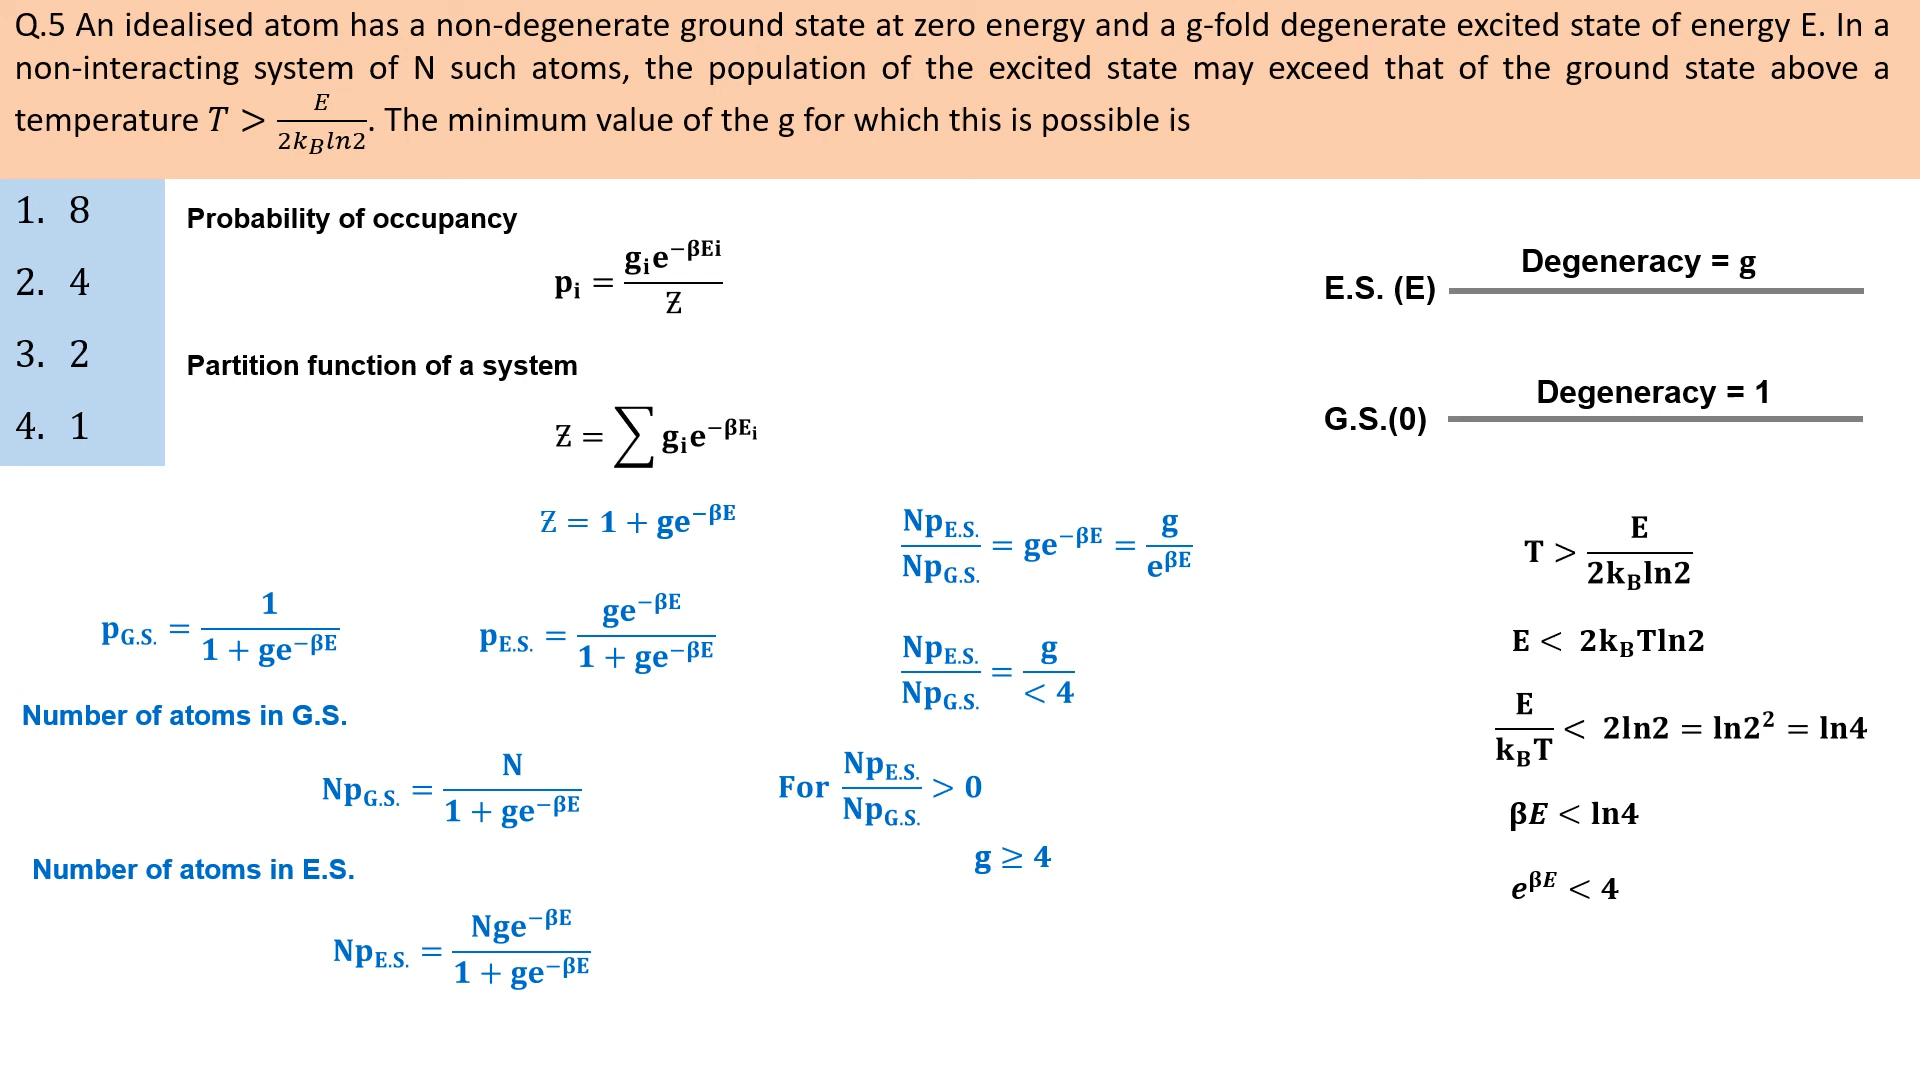 Q.5 An idealised atom has a non-degenerate ground state at zero energy and a g-fold degenerate excited state of energy E. In a
non-interacting system of N such atoms, the population of the excited state may exceed that of the ground state above a
temperature T > E/(2k_B ln2). The minimum value of the g for which this is possible is
1. 8
2. 4
3. 2
4. 1
Probability of occupancy
p_i = g_i e^{−βEi} / Ƶ
Partition function of a system
Ƶ = ∑ g_i e^{−βE_i}
Ƶ = 1 + ge^{−βE}
p_{G.S.} = 1 / (1 + ge^{−βE})
p_{E.S.} = ge^{−βE} / (1 + ge^{−βE})
Number of atoms in G.S.
Np_{G.S.} = N / (1 + ge^{−βE})
Number of atoms in E.S.
Np_{E.S.} = Nge^{−βE} / (1 + ge^{−βE})
Np_{E.S.} / Np_{G.S.} = ge^{−βE} = g / e^{βE}
Np_{E.S.} / Np_{G.S.} = g / < 4
For Np_{E.S.} / Np_{G.S.} > 0
g ≥ 4
Degeneracy = g
E.S. (E)
Degeneracy = 1
G.S.(0)
T > E / (2k_B ln2)
E < 2k_B Tln2
E / (k_B T) < 2ln2 = ln2² = ln4
βE < ln4
e^{βE} < 4